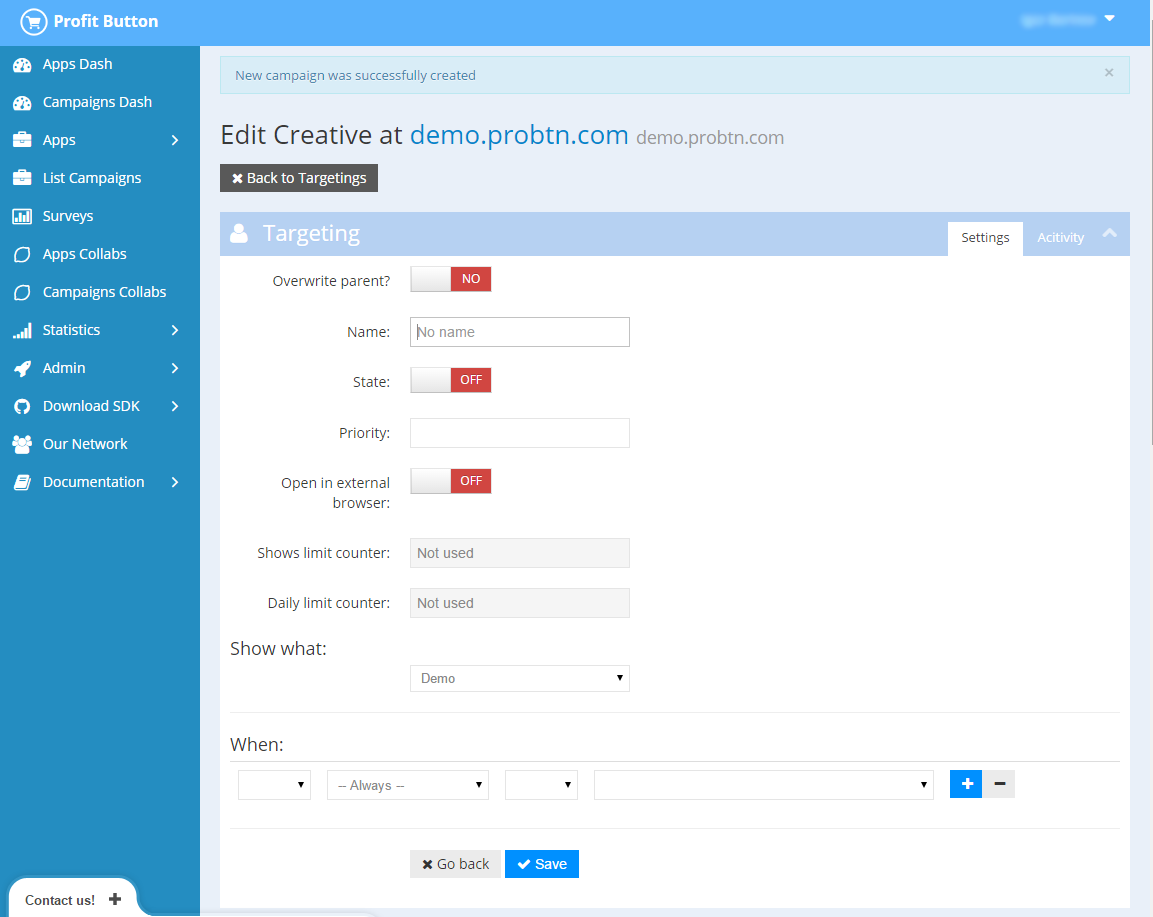 Profit Button
Apps Dash
Campaigns Dash
Apps
List Campaigns
Surveys
Apps Collabs
Campaigns Collabs
Statistics
Admin
Download SDK
Our Network
Documentation
Contact us!
New campaign was successfully created
Edit Creative at demo.probtn.com demo.probtn.com
Back to Targetings
Targeting
Settings
Acitivity
Overwrite parent? NO
Name: No name
State: OFF
Priority:
Open in external
browser: OFF
Shows limit counter: Not used
Daily limit counter: Not used
Show what:
Demo
When:
-- Always --
Go back Save